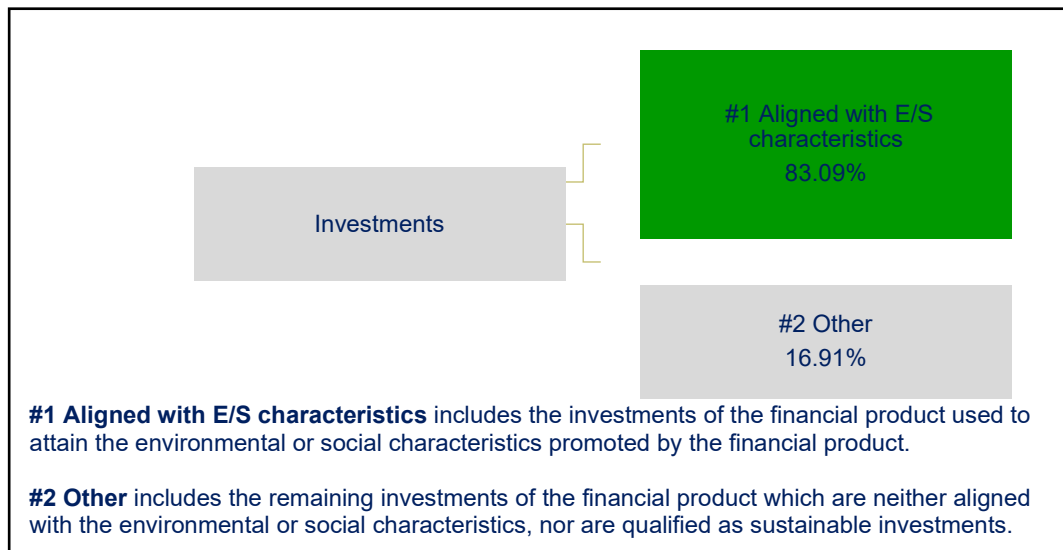 #1 Aligned with E/S
characteristics
83.09%
Investments
#2 Other
16.91%
#1 Aligned with E/S characteristics includes the investments of the financial product used to
attain the environmental or social characteristics promoted by the financial product.
#2 Other includes the remaining investments of the financial product which are neither aligned
with the environmental or social characteristics, nor are qualified as sustainable investments.